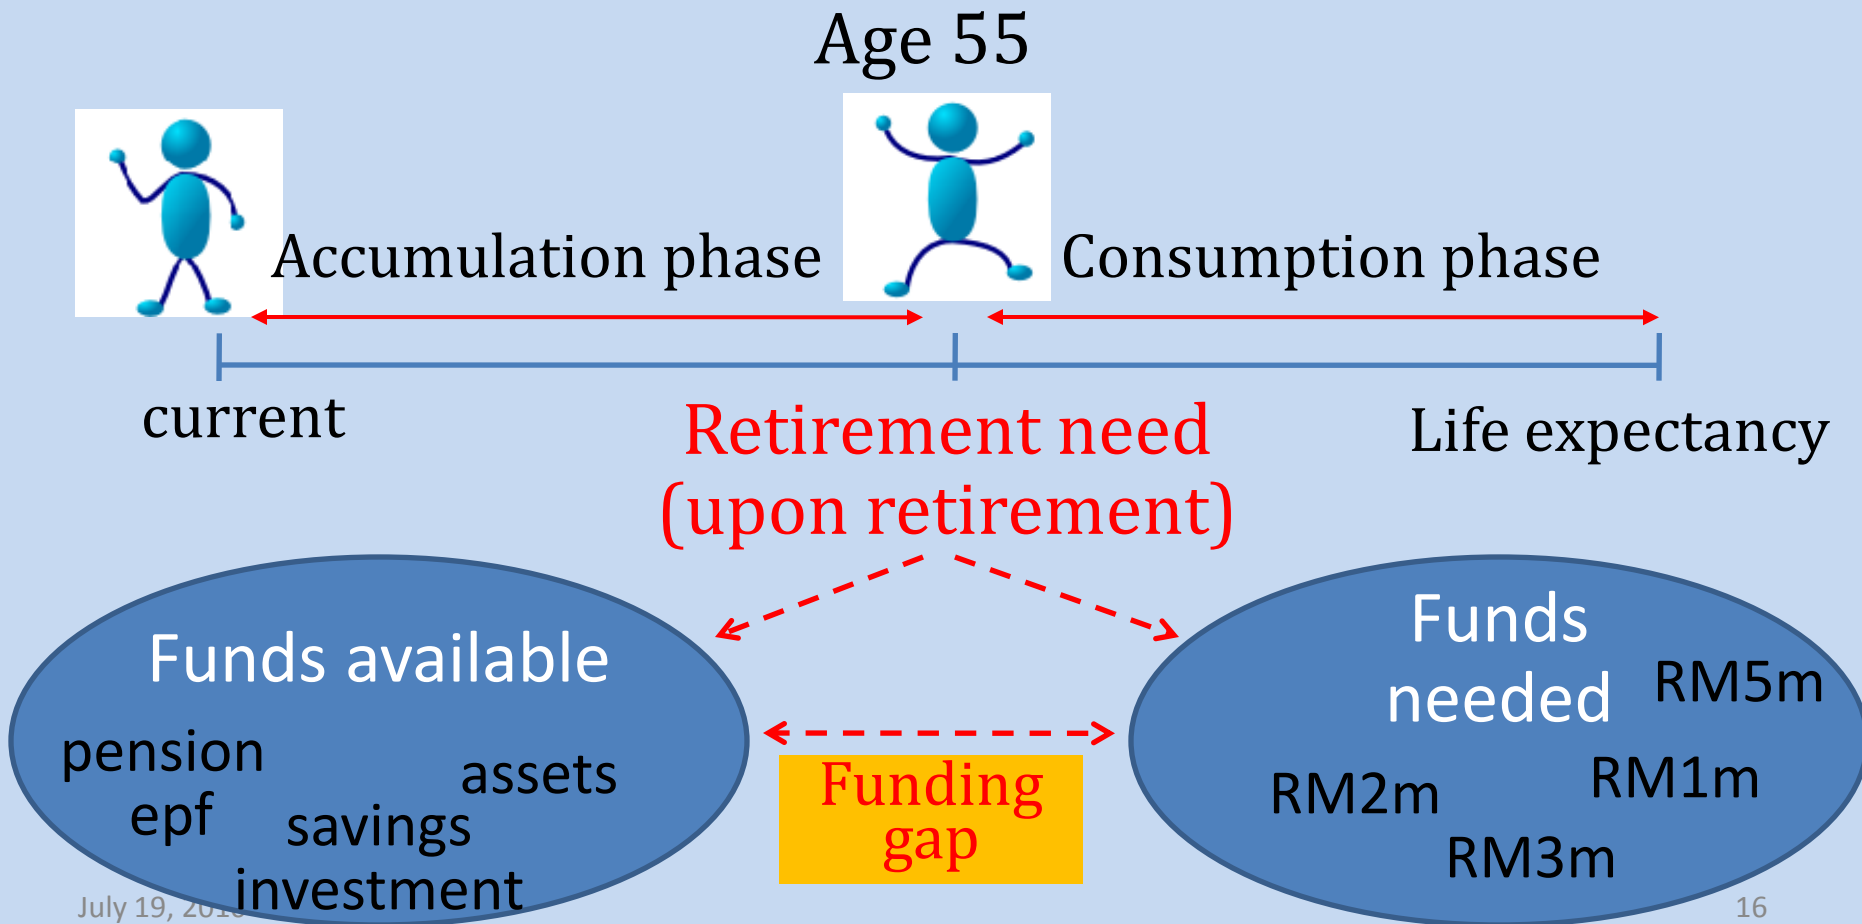 Age 55
Accumulation phase
Consumption phase
current
Retirement need
(upon retirement)
Life expectancy
Funds available
pension
epf
savings
assets
investment
Funding
gap
Funds
needed
RM5m
RM2m
RM1m
RM3m
July 19,
16